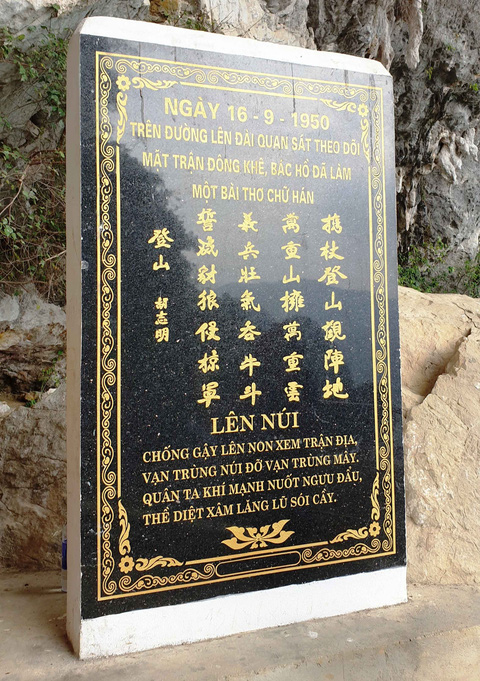 NGÀY 16 - 9 - 1950
TRÊN ĐƯỜNG LÊN ĐÀI QUAN SÁT THEO DÕI
MẶT TRẬN ĐÔNG KHÊ, BÁC HỒ ĐÃ LÀM
MỘT BÀI THƠ CHỮ HÁN
携杖登山觀陣地
萬重山擁萬重雲
義兵壯氣吞牛斗
誓滅豺狼侵掠軍
登山 胡志明
LÊN NÚI
CHỐNG GẬY LÊN NON XEM TRẬN ĐỊA,
VẠN TRÙNG NÚI ĐỠ VẠN TRÙNG MÂY.
QUÂN TA KHÍ MẠNH NUỐT NGƯU ĐẨU,
THỀ DIỆT XÂM LĂNG LŨ SÓI CẦY.